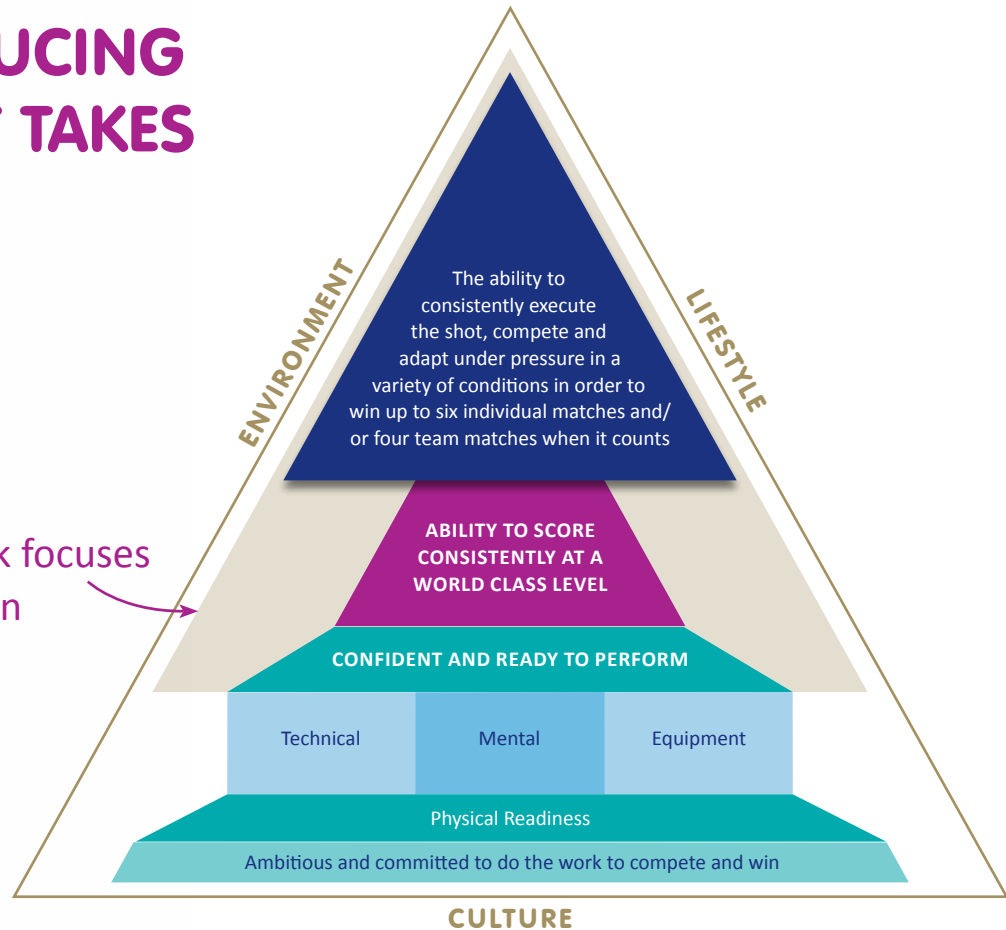 UCING
TAKES
ENVIRONMENT
LIFESTYLE
The ability to
consistently execute
the shot, compete and
adapt under pressure in a
variety of conditions in order to
win up to six individual matches and/
or four team matches when it counts
k focuses
n
ABILITY TO SCORE
CONSISTENTLY AT A
WORLD CLASS LEVEL
CONFIDENT AND READY TO PERFORM
Technical
Mental
Equipment
Physical Readiness
Ambitious and committed to do the work to compete and win
CULTURE